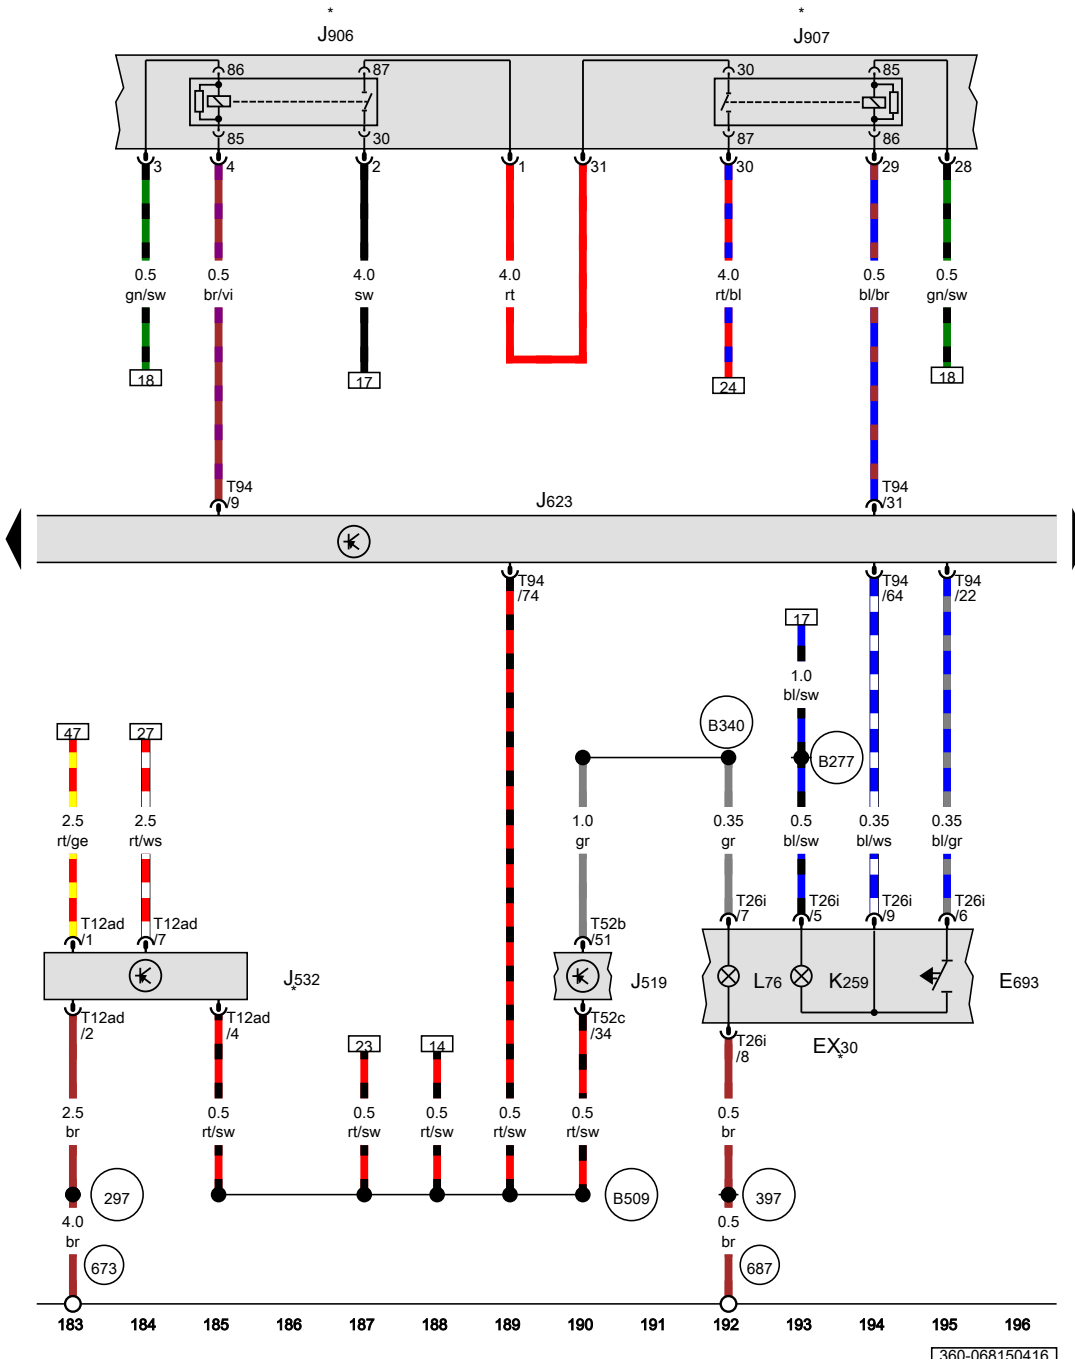 * *
J906 J907
86 87 30 85
85 30 87 86
3 4 2 1 31 30 29 28
0.5 0.5 4.0 4.0 4.0 0.5 0.5
gn/sw br/vi sw rt rt/bl bl/br gn/sw
18 17 24 18
T94 /9 J623 T94 /31
T94 /74 T94 /64 T94 /22
17
1.0
bl/sw
B340
47 27 B277
2.5 2.5 1.0 0.35 0.5 0.35 0.35
rt/ge rt/ws gr gr bl/sw bl/ws bl/gr
T12ad /1 T12ad /7 T52b /51 T26i /7 T26i /5 T26i /9 T26i /6
J532 J519 L76 K259 E693
*
T12ad /2 T12ad /4 T52c /34 T26i /8 EX30
*
23 14
2.5 0.5 0.5 0.5 0.5 0.5 0.5
br rt/sw rt/sw rt/sw rt/sw rt/sw br
297 B509 397
4.0 0.5
br br
673 687
183 184 185 186 187 188 189 190 191 192 193 194 195 196
360-068150416